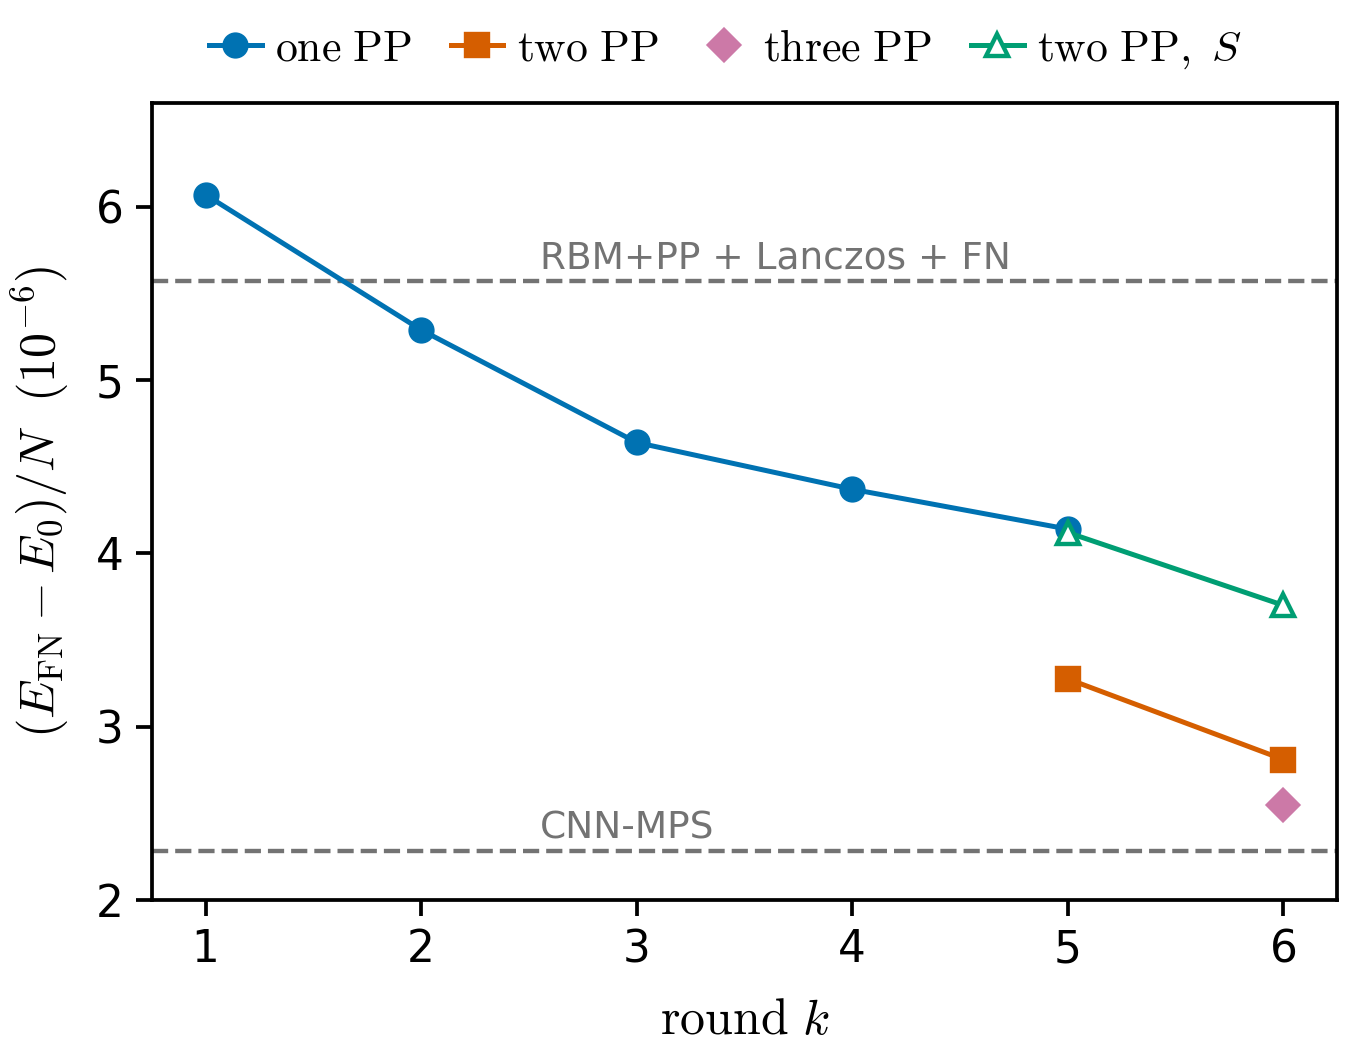 one PP two PP three PP two PP, S
(E_FN − E_0)/N (10^−6)
6
5
4
3
2
RBM+PP + Lanczos + FN
CNN-MPS
1 2 3 4 5 6
round k